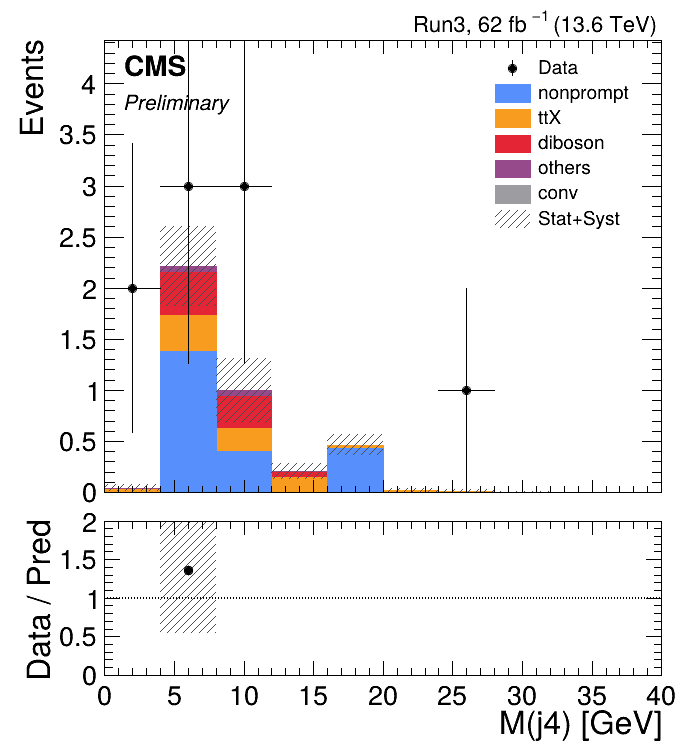 Run3, 62 fb⁻¹ (13.6 TeV)
Events
CMS
Preliminary
Data
nonprompt
ttX
diboson
others
conv
Stat+Syst
4
3.5
3
2.5
2
1.5
1
0.5
0
Data / Pred
2
1.5
1
0.5
0
0 5 10 15 20 25 30 35 40
M(j4) [GeV]